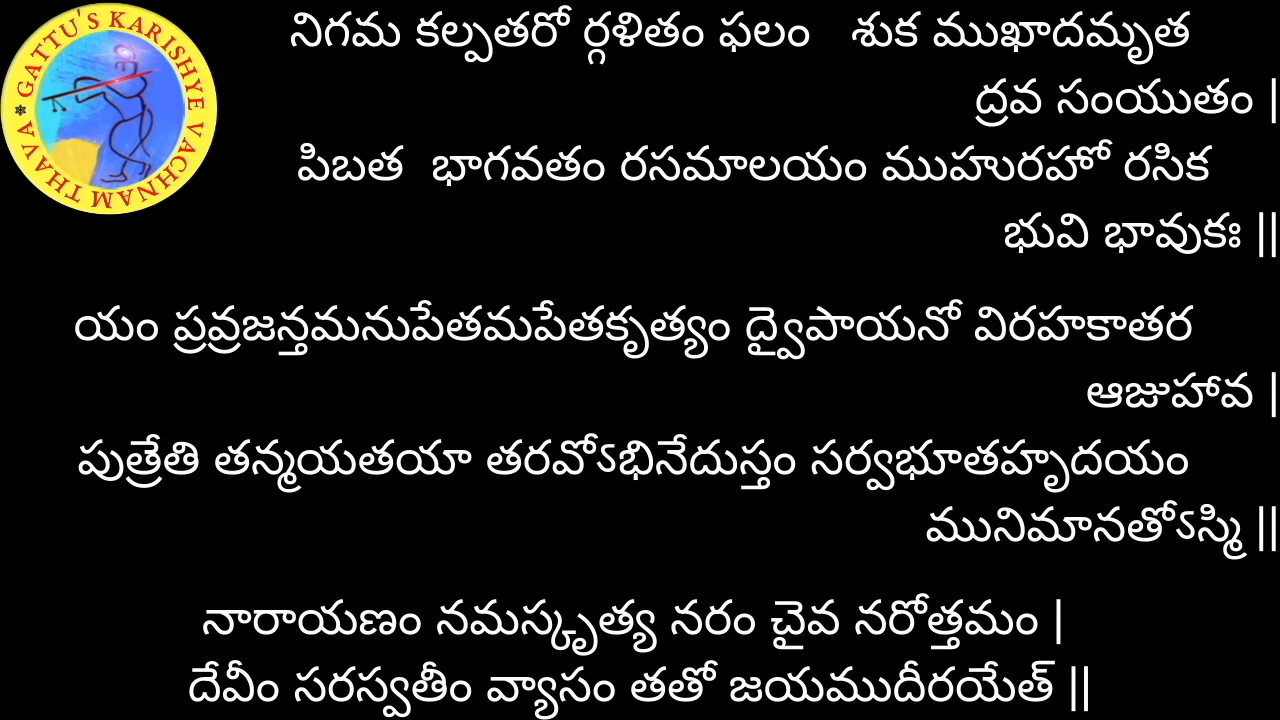 GATTU'S KARISHYE VACHNAM THAVA
నిగమ కల్పతరో ర్గళితం ఫలం శుక ముఖాదమృత
ద్రవ సంయుతం |
పిబత భాగవతం రసమాలయం ముహురహో రసిక
భువి భావుకః ||
యం ప్రవ్రజన్తమనుపేతమపేతకృత్యం ద్వైపాయనో విరహకాతర
ఆజుహావ |
పుత్రేతి తన్మయతయా తరవోఽభినేదుస్తం సర్వభూతహృదయం
మునిమానతోఽస్మి ||
నారాయణం నమస్కృత్య నరం చైవ నరోత్తమం |
దేవీం సరస్వతీం వ్యాసం తతో జయముదీరయేత్ ||